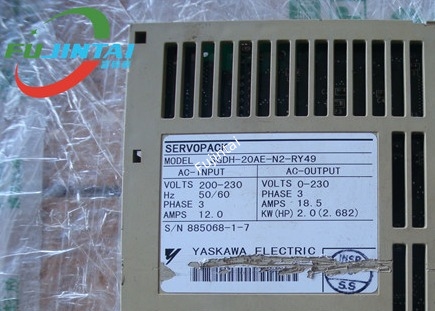 FUJINTAI
SERVOPACK
MODEL DH-20AE-N2-RY49
AC-INPUT AC-OUTPUT
VOLTS 200-230 VOLTS 0-230
Hz 50/60 PHASE 3
PHASE 3 AMPS 18.5
AMPS 12.0 KW(HP) 2.0(2.682)
S/N 885068-1-7
YASKAWA ELECTRIC
INSP
S.S
Fujintai